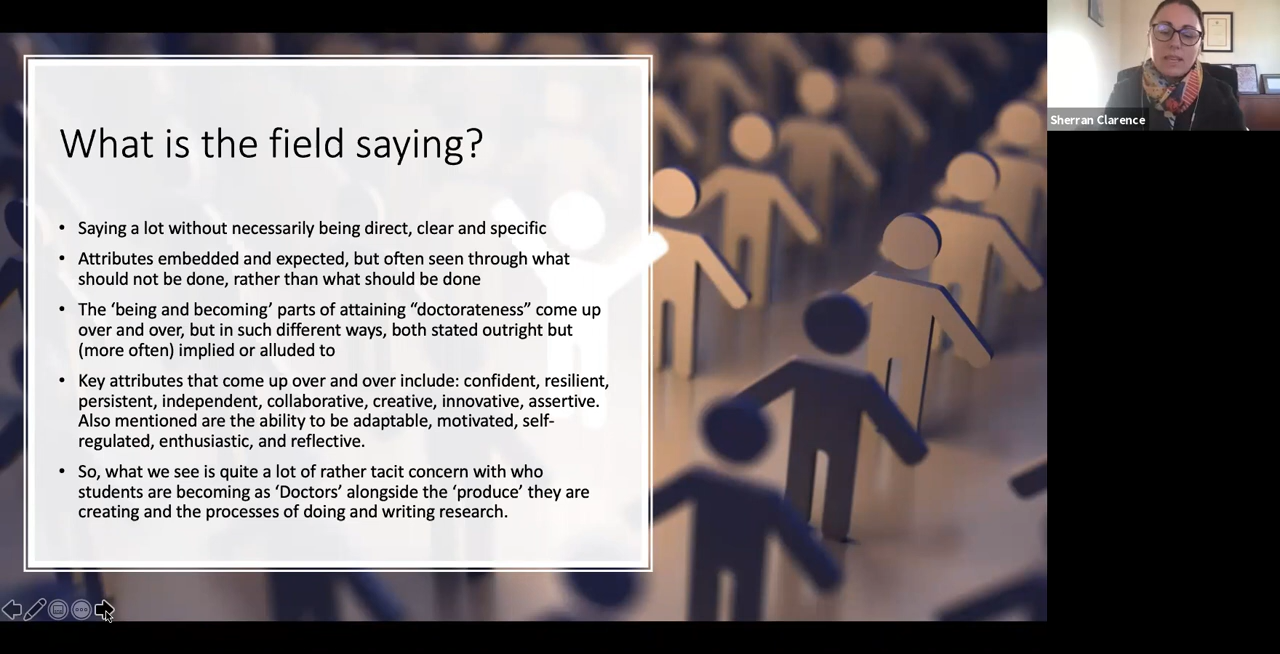 What is the field saying?
• Saying a lot without necessarily being direct, clear and specific
• Attributes embedded and expected, but often seen through what
should not be done, rather than what should be done
• The ‘being and becoming’ parts of attaining “doctorateness” come up
over and over, but in such different ways, both stated outright but
(more often) implied or alluded to
• Key attributes that come up over and over include: confident, resilient,
persistent, independent, collaborative, creative, innovative, assertive.
Also mentioned are the ability to be adaptable, motivated, self-
regulated, enthusiastic, and reflective.
• So, what we see is quite a lot of rather tacit concern with who
students are becoming as ‘Doctors’ alongside the ‘produce’ they are
creating and the processes of doing and writing research.
Sherran Clarence